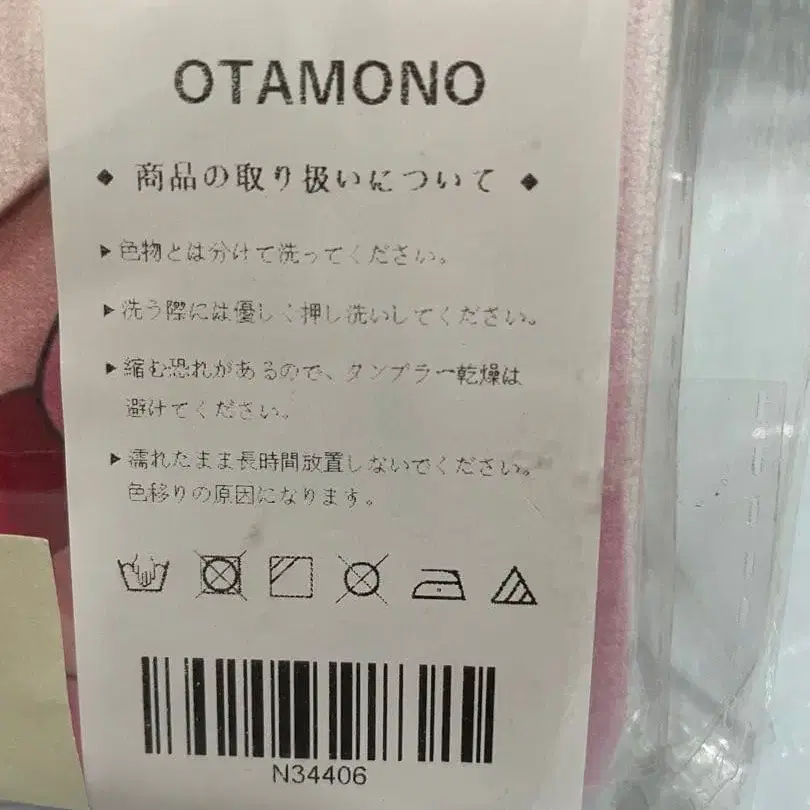 OTAMONO
◆ 商品の取り扱いについて ◆
▶色物とは分けて洗ってください。
▶洗う際には優しく押し洗いしてください。
▶縮む恐れがあるので、タンブラー乾燥は
避けてください。
▶濡れたまま長時間放置しないでください。
色移りの原因になります。
N34406